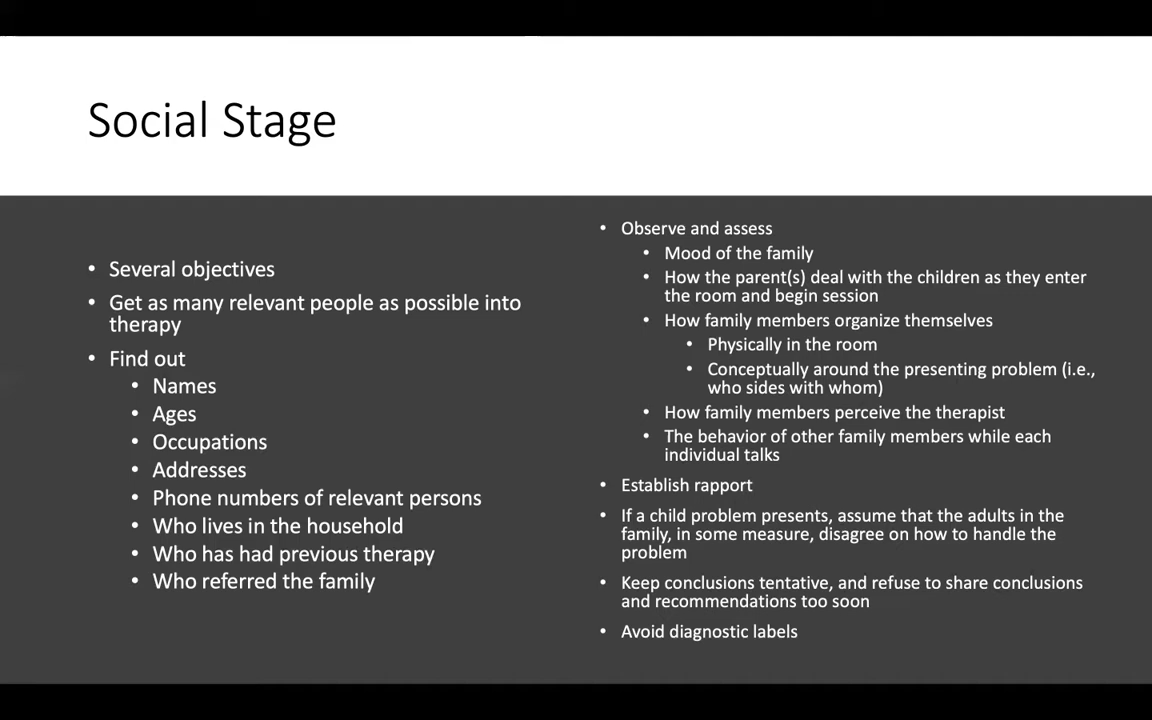 Social Stage
• Several objectives
• Get as many relevant people as possible into
therapy
• Find out
• Names
• Ages
• Occupations
• Addresses
• Phone numbers of relevant persons
• Who lives in the household
• Who has had previous therapy
• Who referred the family
• Observe and assess
• Mood of the family
• How the parent(s) deal with the children as they enter
the room and begin session
• How family members organize themselves
• Physically in the room
• Conceptually around the presenting problem (i.e.,
who sides with whom)
• How family members perceive the therapist
• The behavior of other family members while each
individual talks
• Establish rapport
• If a child problem presents, assume that the adults in the
family, in some measure, disagree on how to handle the
problem
• Keep conclusions tentative, and refuse to share conclusions
and recommendations too soon
• Avoid diagnostic labels